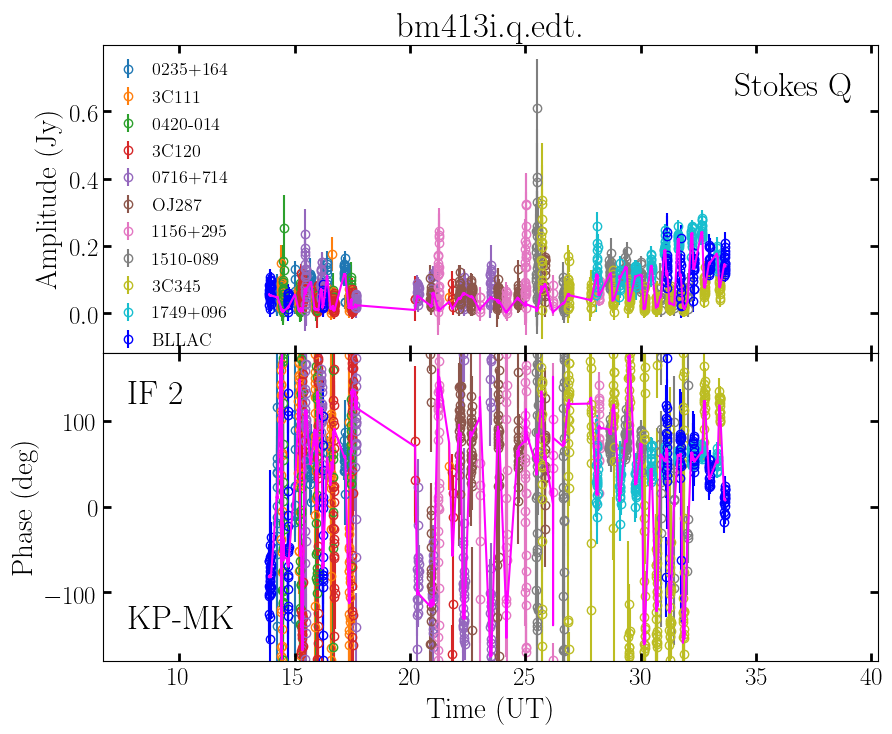 bm413i.q.edt.
Stokes Q
Amplitude (Jy)
0.6
0.4
0.2
0.0
0235+164
3C111
0420-014
3C120
0716+714
OJ287
1156+295
1510-089
3C345
1749+096
BLLAC
IF 2
KP-MK
Phase (deg)
100
0
−100
10 15 20 25 30 35 40
Time (UT)